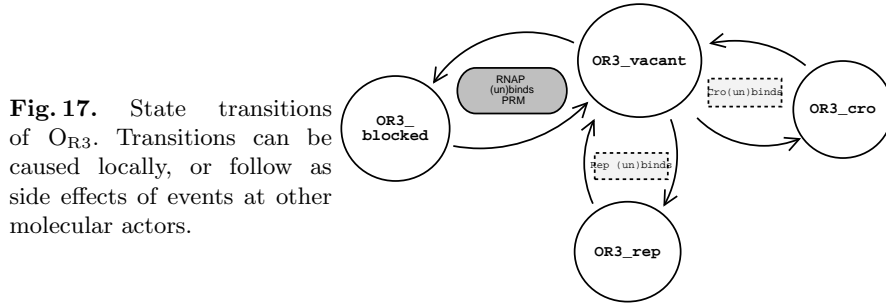 Fig. 17. State transitions
of OR3. Transitions can be
caused locally, or follow as
side effects of events at other
molecular actors.
OR3_vacant
RNAP
(un)binds
PRM
Cro(un)binds
OR3_cro
OR3_
blocked
Rep (un)binds
OR3_rep